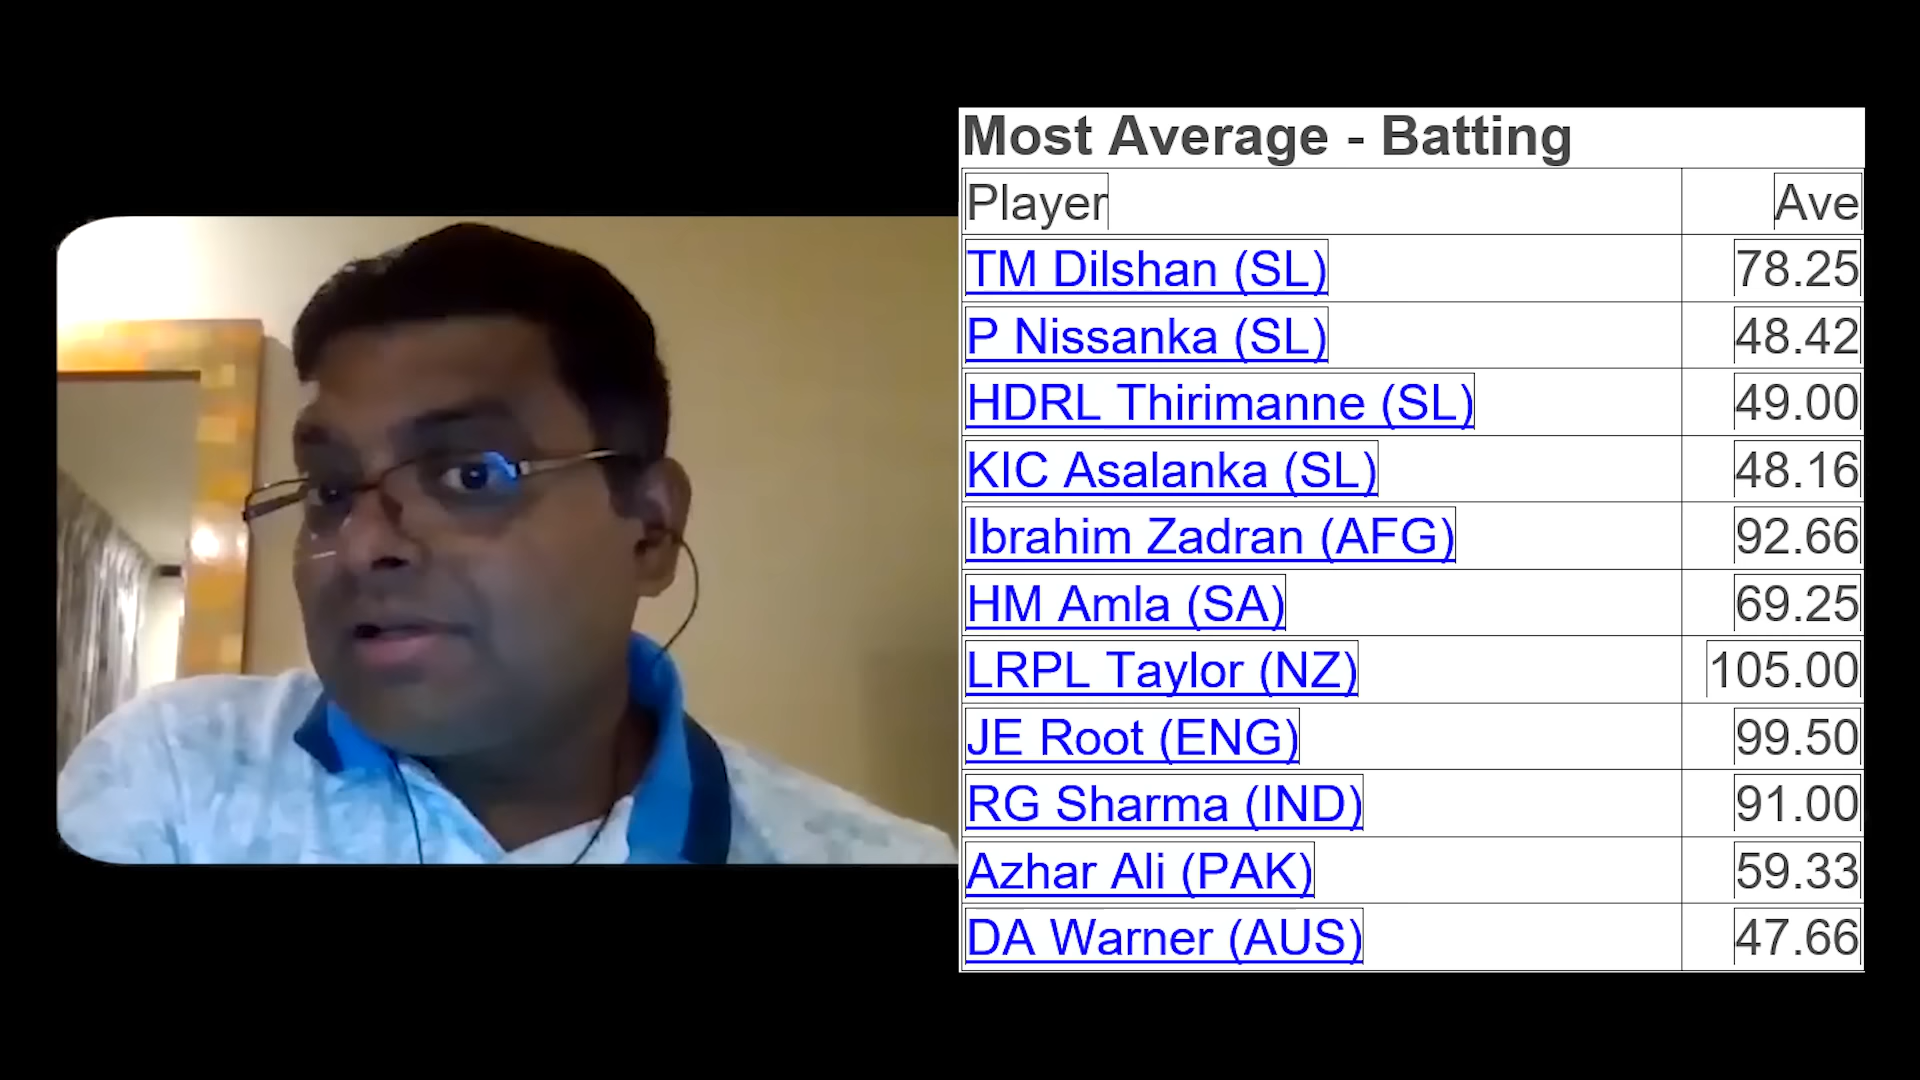 Most Average - Batting
Player Ave
TM Dilshan (SL) 78.25
P Nissanka (SL) 48.42
HDRL Thirimanne (SL) 49.00
KIC Asalanka (SL) 48.16
Ibrahim Zadran (AFG) 92.66
HM Amla (SA) 69.25
LRPL Taylor (NZ) 105.00
JE Root (ENG) 99.50
RG Sharma (IND) 91.00
Azhar Ali (PAK) 59.33
DA Warner (AUS) 47.66